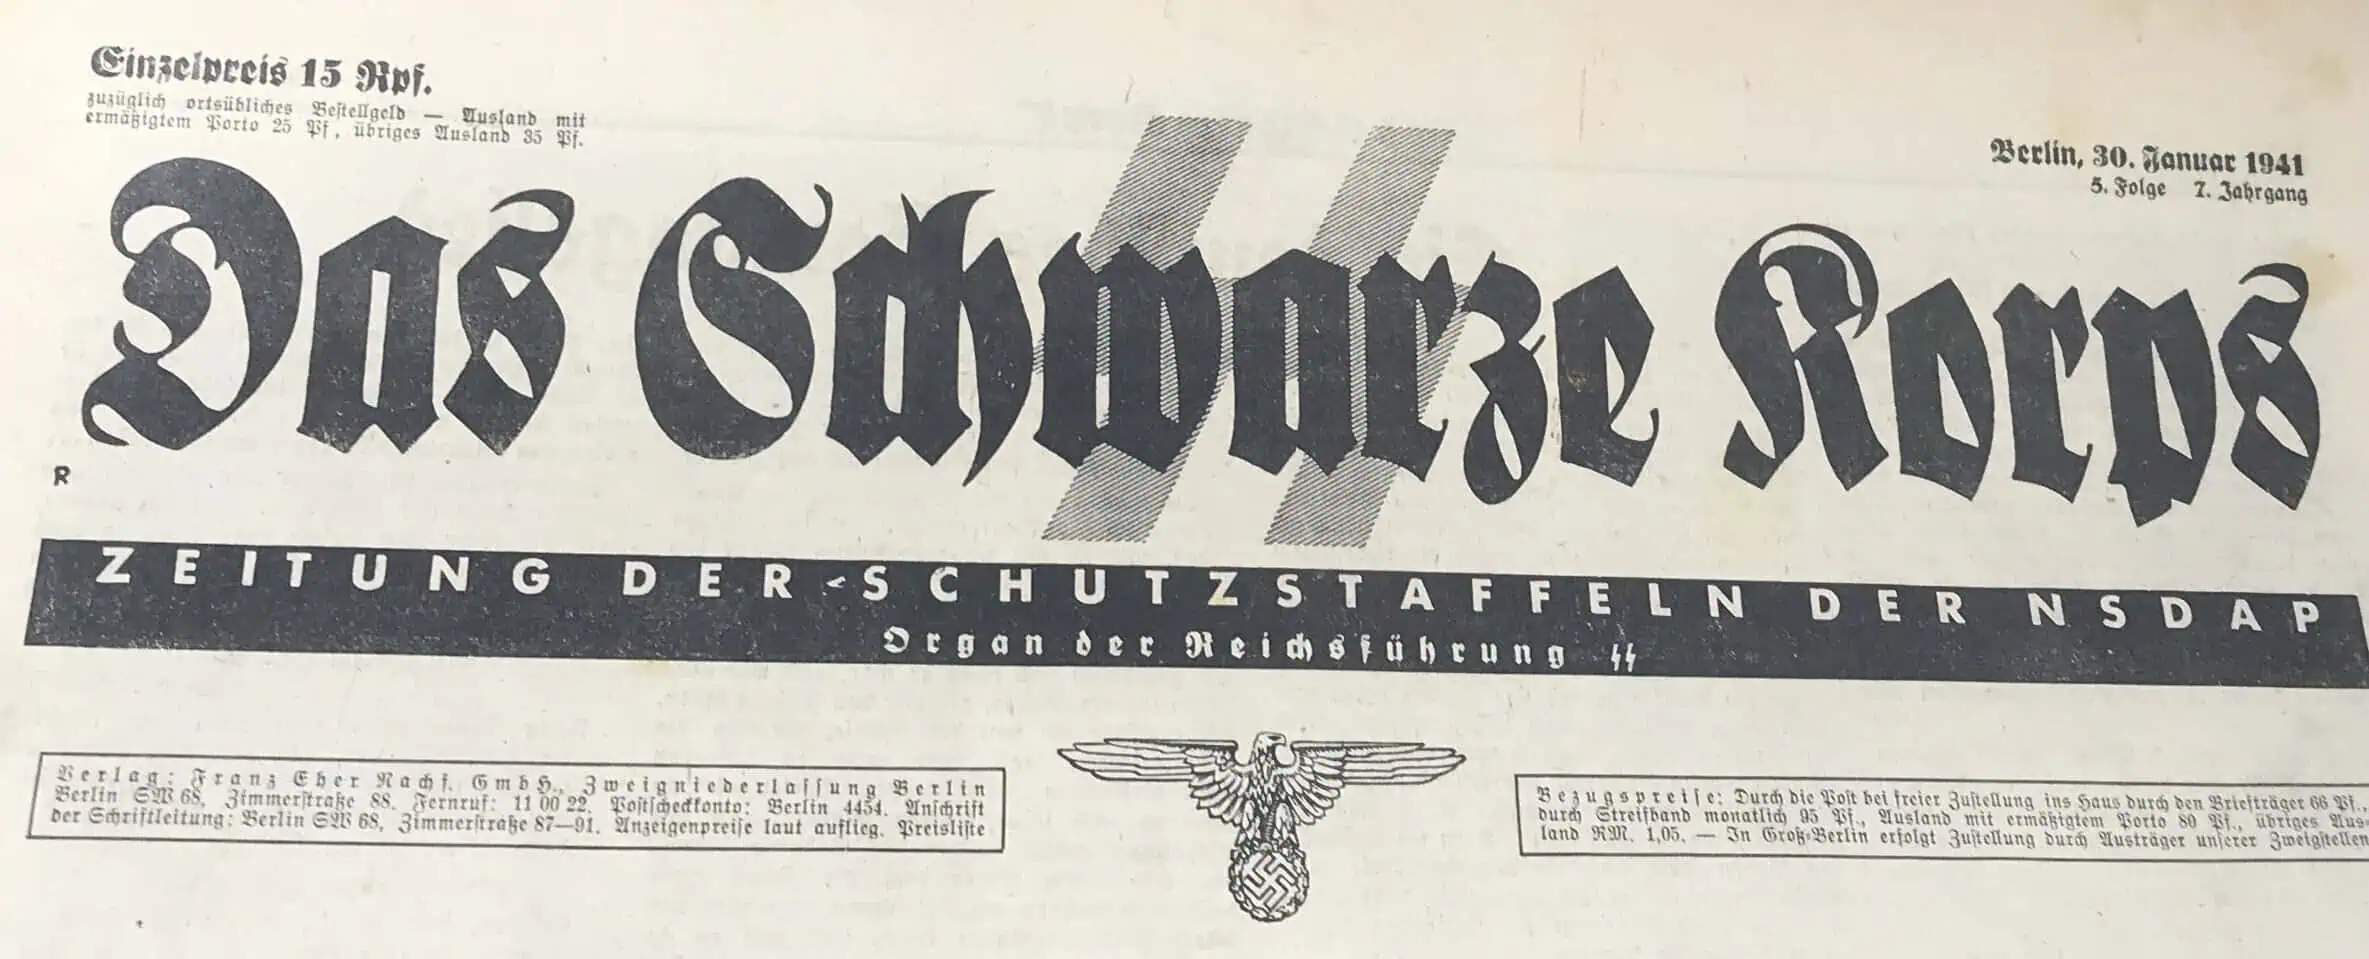 Einzelpreis 15 Rpf.
zuzüglich ortsübliches Bestellgeld — Ausland mit
ermäßigtem Porto 25 Pf., übriges Ausland 35 Pf.
Berlin, 30. Januar 1941
5. Folge 7. Jahrgang
Das Schwarze Korps
R
ZEITUNG DER SCHUTZSTAFFELN DER NSDAP
Organ der Reichsführung ᛋᛋ
Verlag: Franz Eher Nachf. GmbH., Zweigniederlassung Berlin
Berlin SW 68, Zimmerstraße 88. Fernruf: 11 00 22. Postscheckkonto: Berlin 4454. Anschrift
der Schriftleitung: Berlin SW 68, Zimmerstraße 87—91. Anzeigenpreise laut auflieg. Preisliste
Bezugspreise: Durch die Post bei freier Zustellung ins Haus durch den Briefträger 66 Pf.,
durch Streifband monatlich 95 Pf., Ausland mit ermäßigtem Porto 80 Pf., übriges Aus-
land RM. 1,05. — In Groß-Berlin erfolgt Zustellung durch Austräger unserer Zweigstellen